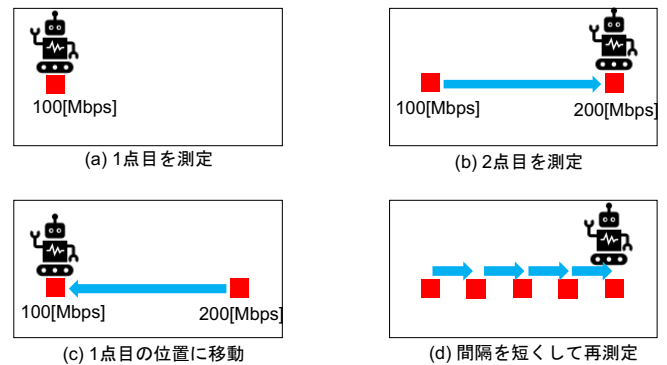 100[Mbps]
(a) 1点目を測定
100[Mbps]
200[Mbps]
(b) 2点目を測定
100[Mbps]
200[Mbps]
(c) 1点目の位置に移動
(d) 間隔を短くして再測定